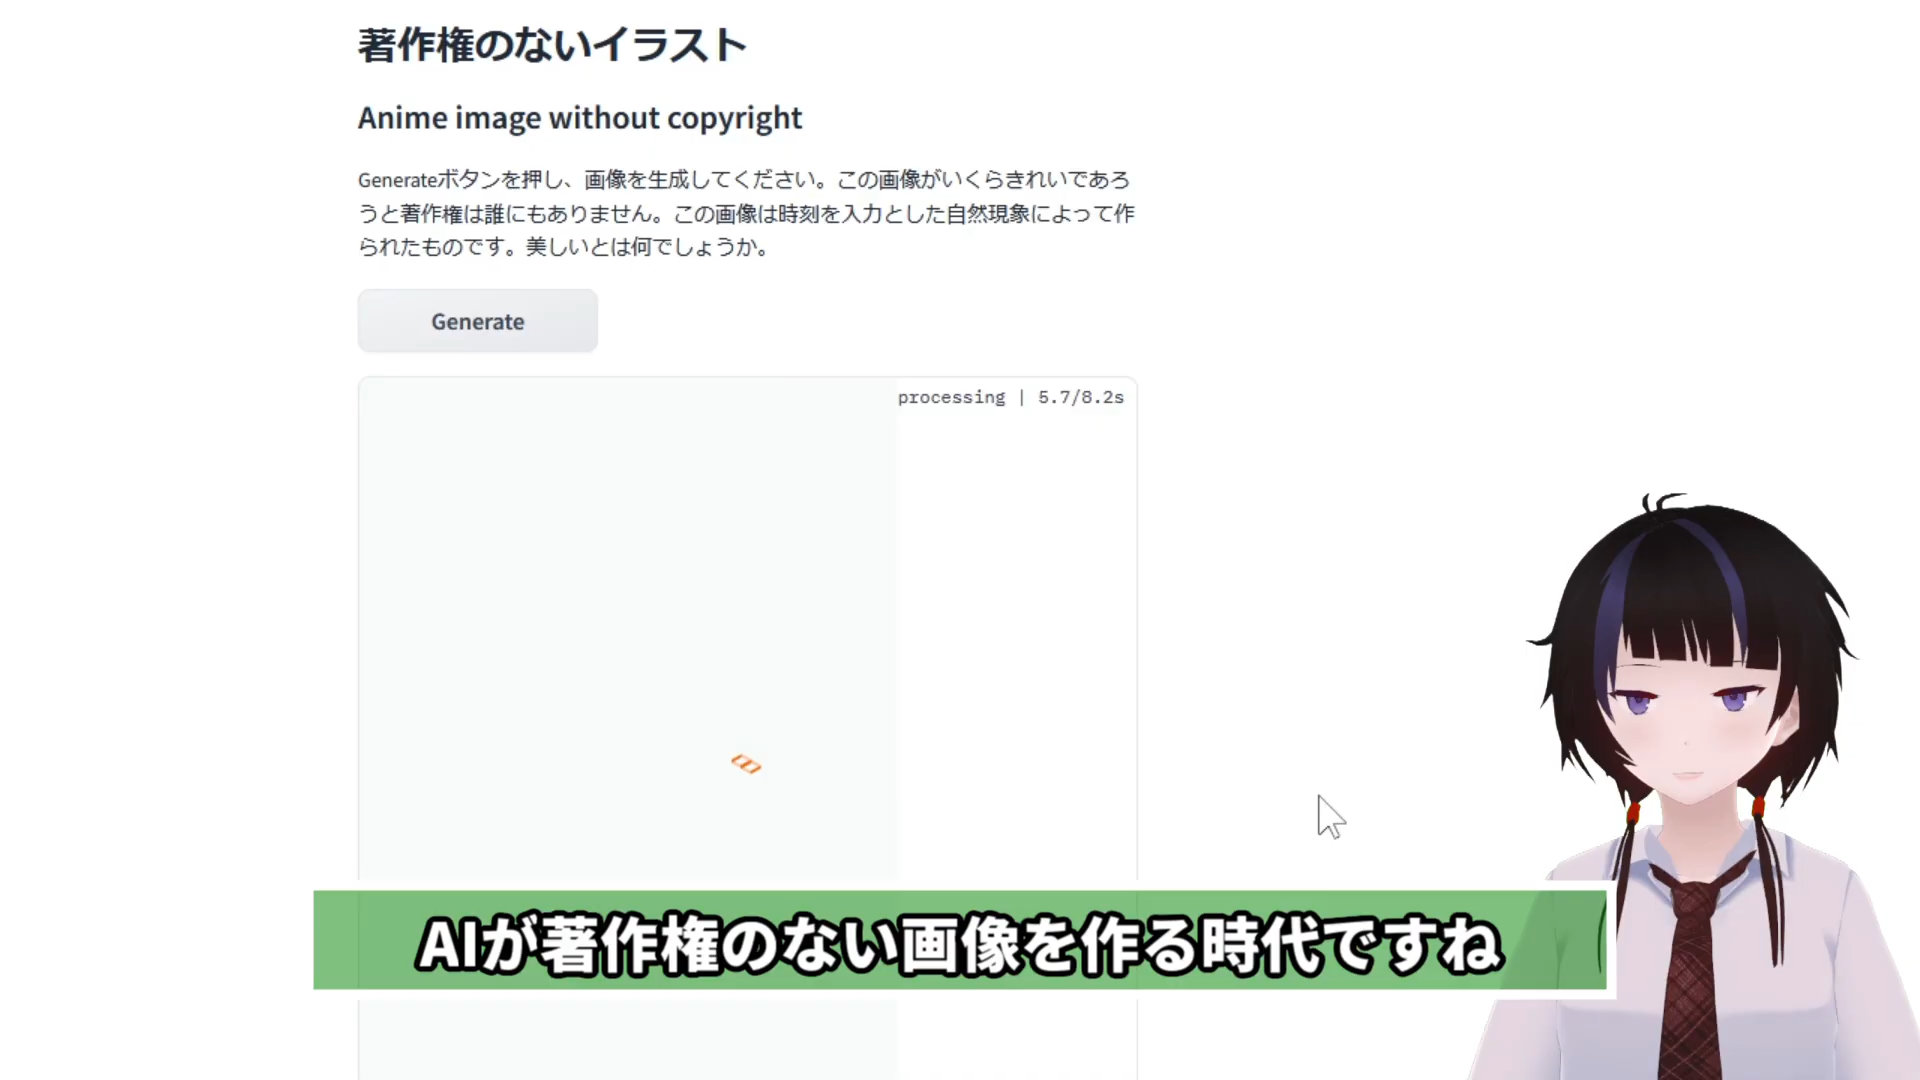 著作権のないイラスト
Anime image without copyright
Generateボタンを押し、画像を生成してください。この画像がいくらきれいであろ
うと著作権は誰にもありません。この画像は時刻を入力とした自然現象によって作
られたものです。美しいとは何でしょうか。
Generate
processing | 5.7/8.2s
AIが著作権のない画像を作る時代ですね